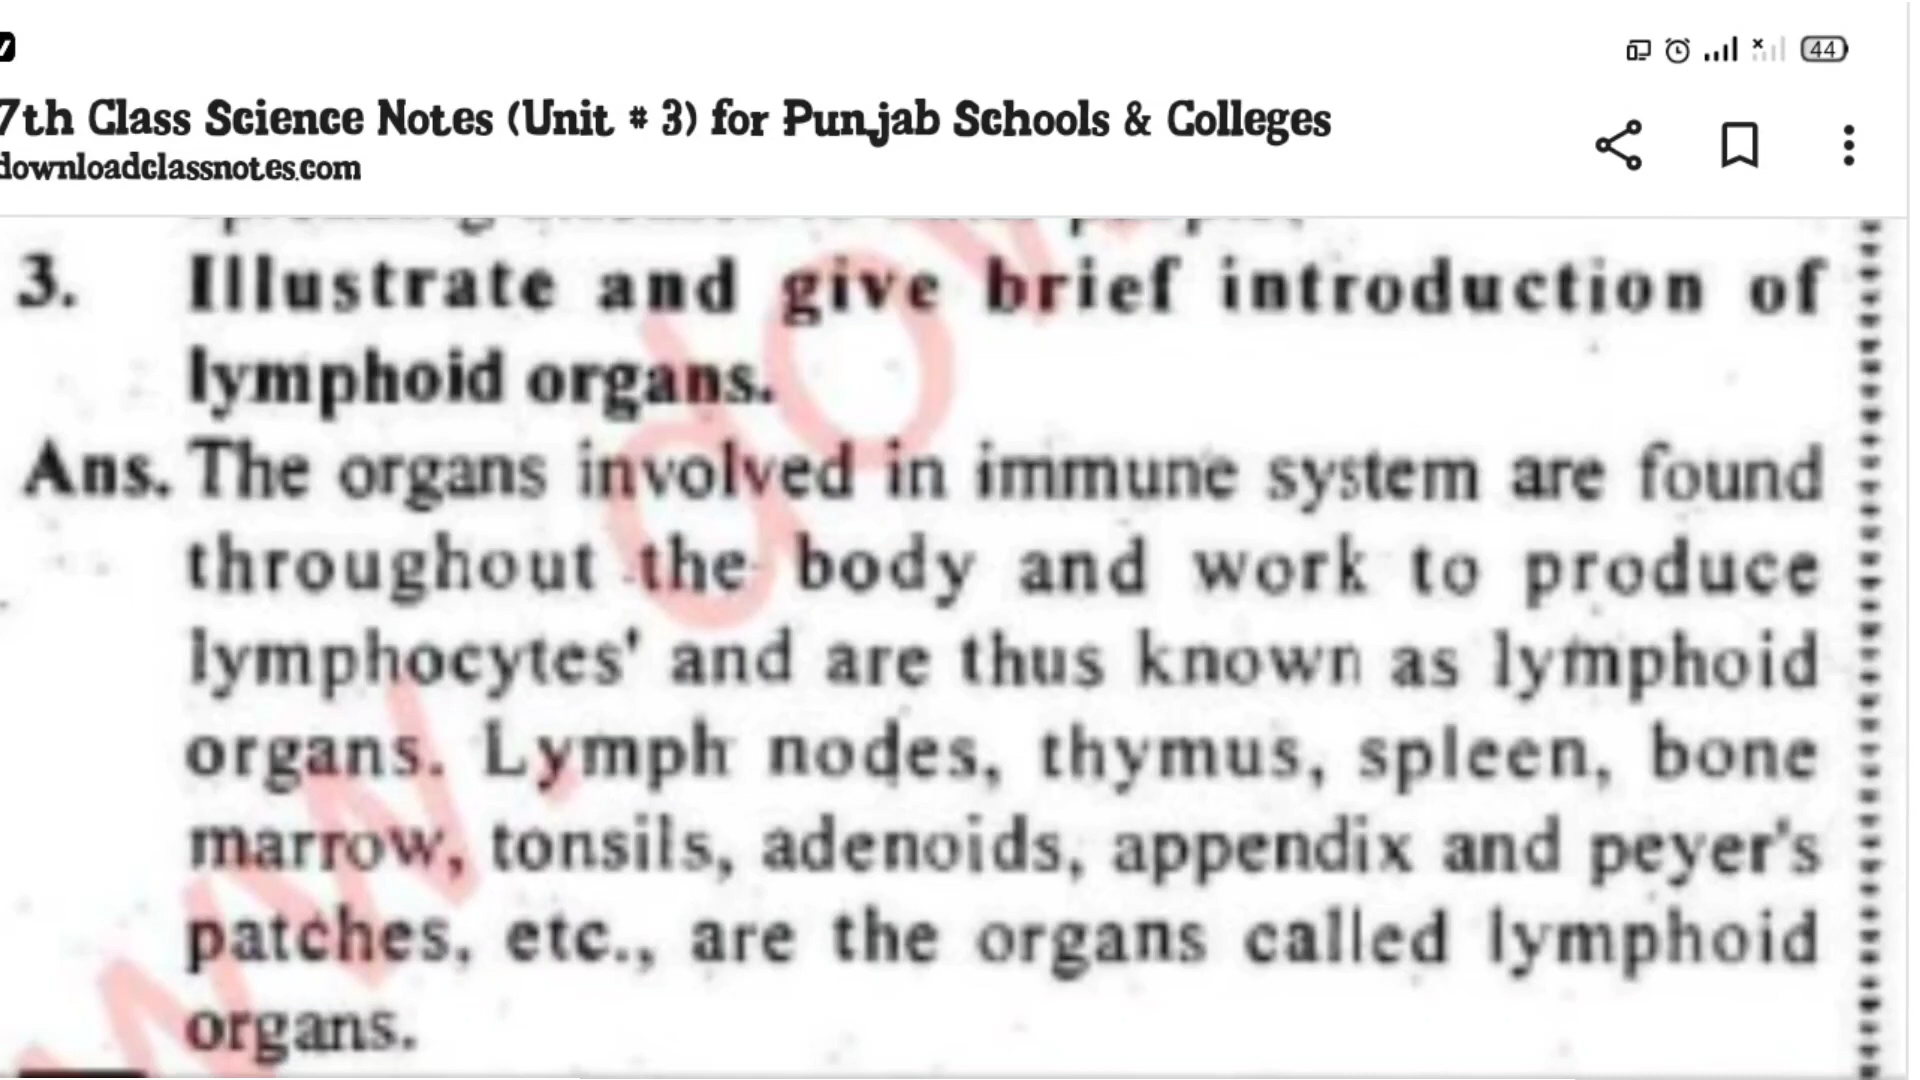 44
7th Class Science Notes (Unit # 3) for Punjab Schools & Colleges
downloadclassnotes.com
3. Illustrate and give brief introduction of
lymphoid organs.
Ans. The organs involved in immune system are found
throughout the body and work to produce
lymphocytes' and are thus known as lymphoid
organs. Lymph nodes, thymus, spleen, bone
marrow, tonsils, adenoids, appendix and peyer's
patches, etc., are the organs called lymphoid
organs.